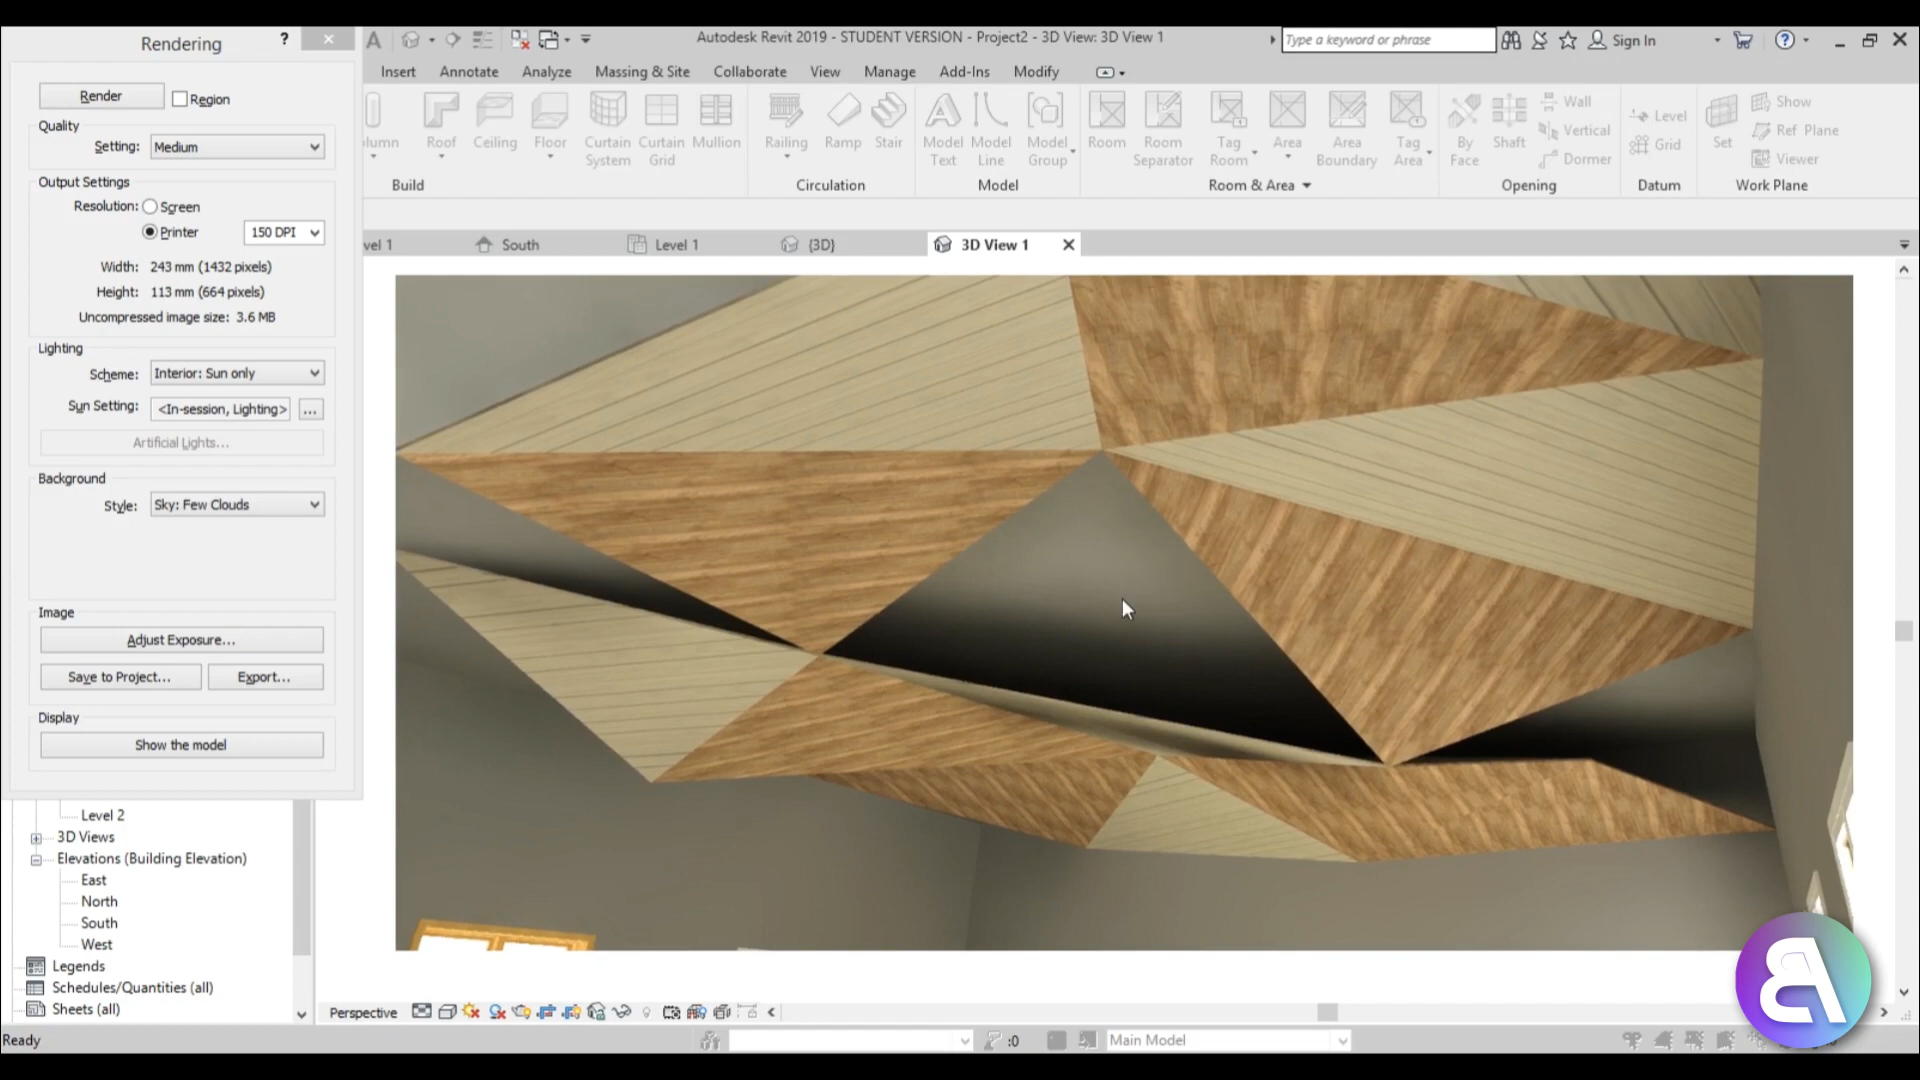 Rendering
?
Render
Region
Quality
Setting: Medium
Output Settings
Resolution: Screen
Printer 150 DPI
Width: 243 mm (1432 pixels)
Height: 113 mm (664 pixels)
Uncompressed image size: 3.6 MB
Lighting
Scheme: Interior: Sun only
Sun Setting: <In-session, Lighting> ...
Artificial Lights...
Background
Style: Sky: Few Clouds
Image
Adjust Exposure...
Save to Project... Export...
Display
Show the model
Level 2
3D Views
Elevations (Building Elevation)
East
North
South
West
Legends
Schedules/Quantities (all)
Sheets (all)
Ready
Autodesk Revit 2019 - STUDENT VERSION - Project2 - 3D View: 3D View 1
Type a keyword or phrase
Sign In
Insert Annotate Analyze Massing & Site Collaborate View Manage Add-Ins Modify
lumn Roof Ceiling Floor Curtain System Curtain Grid Mullion
Railing Ramp Stair
Model Text Model Line Model Group
Room Room Separator Tag Room Area Area Boundary Tag Area
By Face Shaft Wall Vertical Dormer
Level Grid
Set Show Ref Plane Viewer
Build Circulation Model Room & Area Opening Datum Work Plane
vel 1 South Level 1 {3D} 3D View 1
Perspective
:0 Main Model